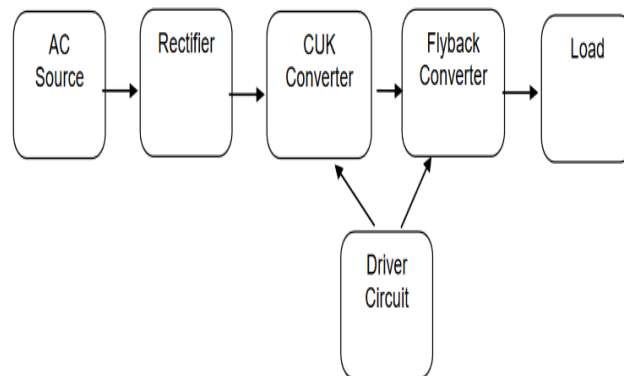 AC
Source
Rectifier
CUK
Converter
Flyback
Converter
Load
Driver
Circuit